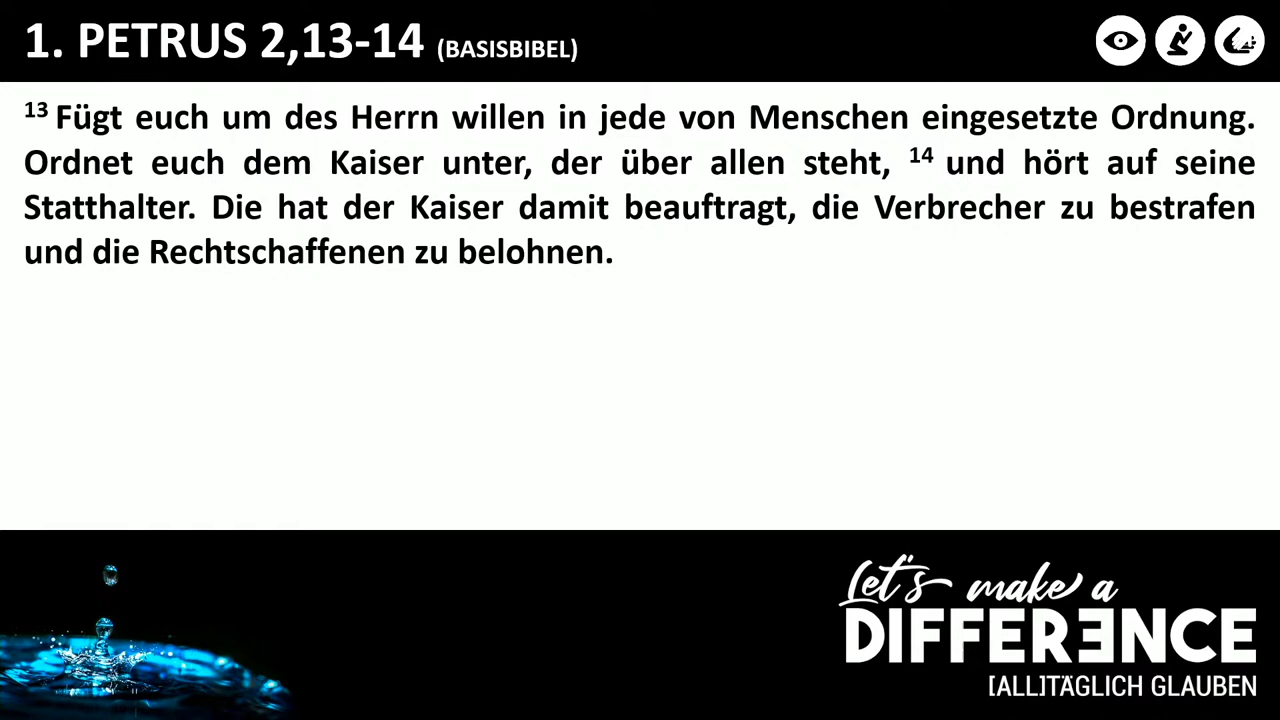 1. PETRUS 2,13-14 (BASISBIBEL)
13 Fügt euch um des Herrn willen in jede von Menschen eingesetzte Ordnung.
Ordnet euch dem Kaiser unter, der über allen steht, 14 und hört auf seine
Statthalter. Die hat der Kaiser damit beauftragt, die Verbrecher zu bestrafen
und die Rechtschaffenen zu belohnen.
Let's make a
DIFFERENCE
[ALL]TÄGLICH GLAUBEN